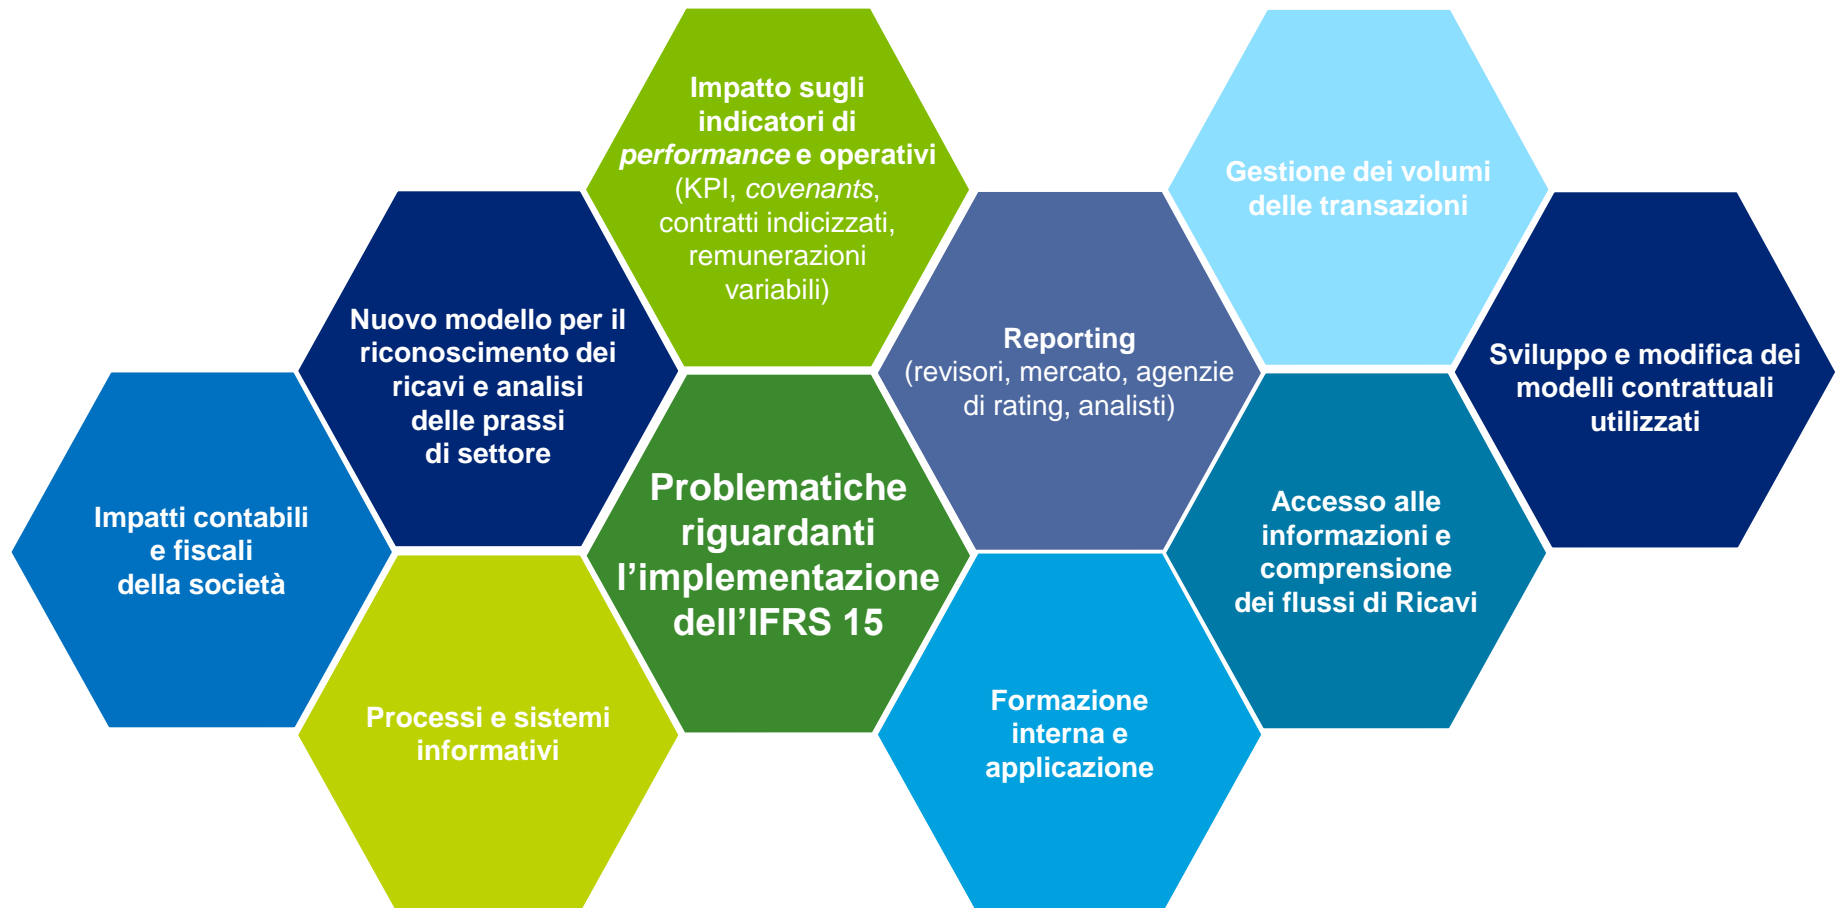 Impatto sugli
indicatori di
performance e operativi
(KPI, covenants,
contratti indicizzati,
remunerazioni
variabili)
Gestione dei volumi
delle transazioni
Nuovo modello per il
riconoscimento dei
ricavi e analisi
delle prassi
di settore
Reporting
(revisori, mercato, agenzie
di rating, analisti)
Sviluppo e modifica dei
modelli contrattuali
utilizzati
Impatti contabili
e fiscali
della società
Problematiche
riguardanti
l’implementazione
dell’IFRS 15
Accesso alle
informazioni e
comprensione
dei flussi di Ricavi
Processi e sistemi
informativi
Formazione
interna e
applicazione